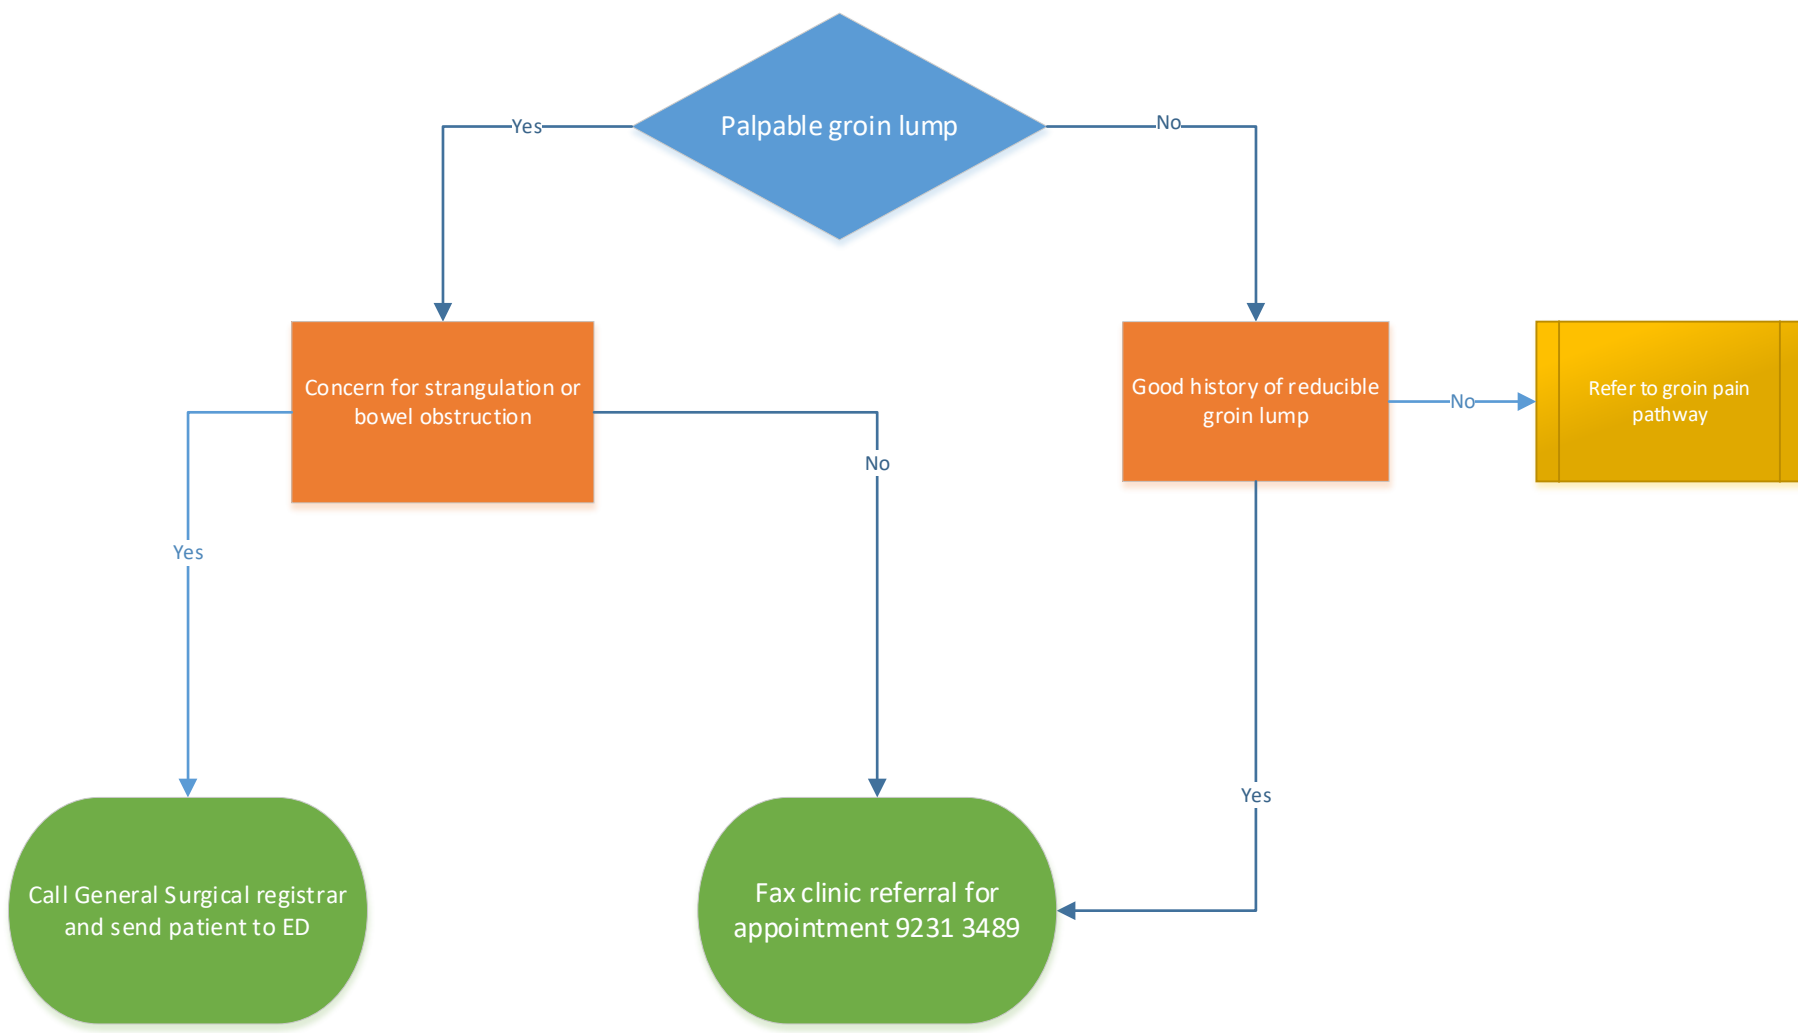 Palpable groin lump
Yes
No
Concern for strangulation or
bowel obstruction
Good history of reducible
groin lump
No
Refer to groin pain
pathway
No
Yes
Yes
Call General Surgical registrar
and send patient to ED
Fax clinic referral for
appointment 9231 3489